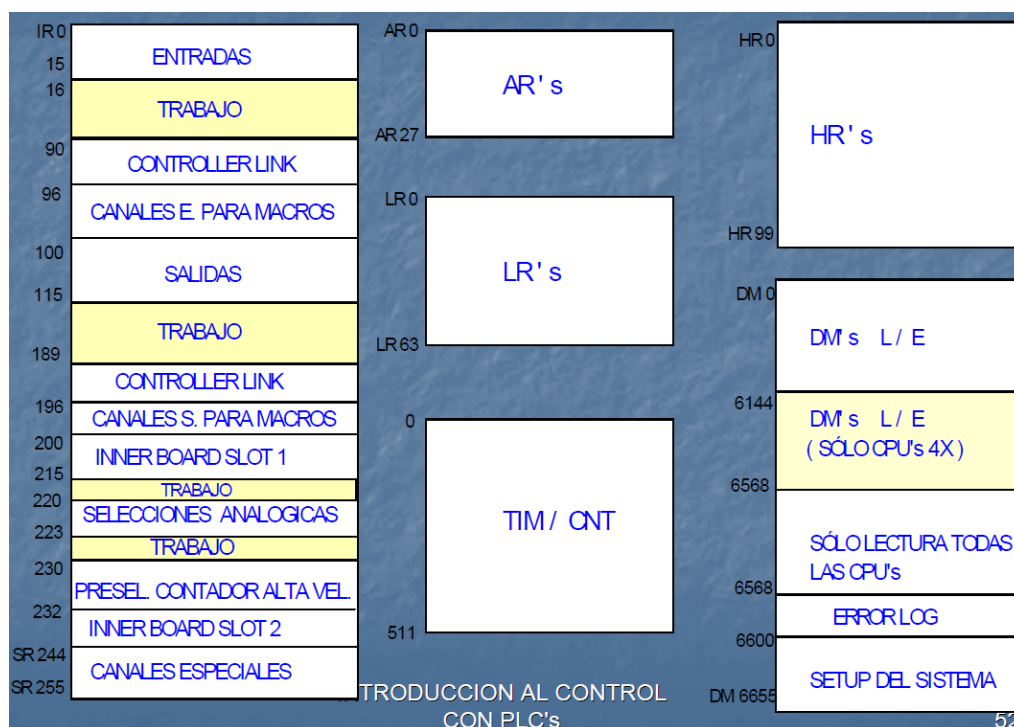 IR 0
ENTRADAS
15
16
TRABAJO
90
CONTROLLER LINK
96
CANALES E. PARA MACROS
100
SALIDAS
115
TRABAJO
189
CONTROLLER LINK
196
CANALES S. PARA MACROS
200
INNER BOARD SLOT 1
215
TRABAJO
220
SELECCIONES ANALOGICAS
223
TRABAJO
230
PRESEL. CONTADOR ALTA VEL.
232
INNER BOARD SLOT 2
SR 244
CANALES ESPECIALES
SR 255
AR 0
AR' s
AR 27
LR 0
LR' s
LR 63
0
TIM / CNT
511
HR 0
HR' s
HR 99
DM 0
DM' s L / E
6144
DM' s L / E
( SÓLO CPU's 4X )
6568
SÓLO LECTURA TODAS
LAS CPU's
6568
ERROR LOG
6600
SETUP DEL SISTEMA
DM 6655
TRODUCCION AL CONTROL
CON PLC's
52